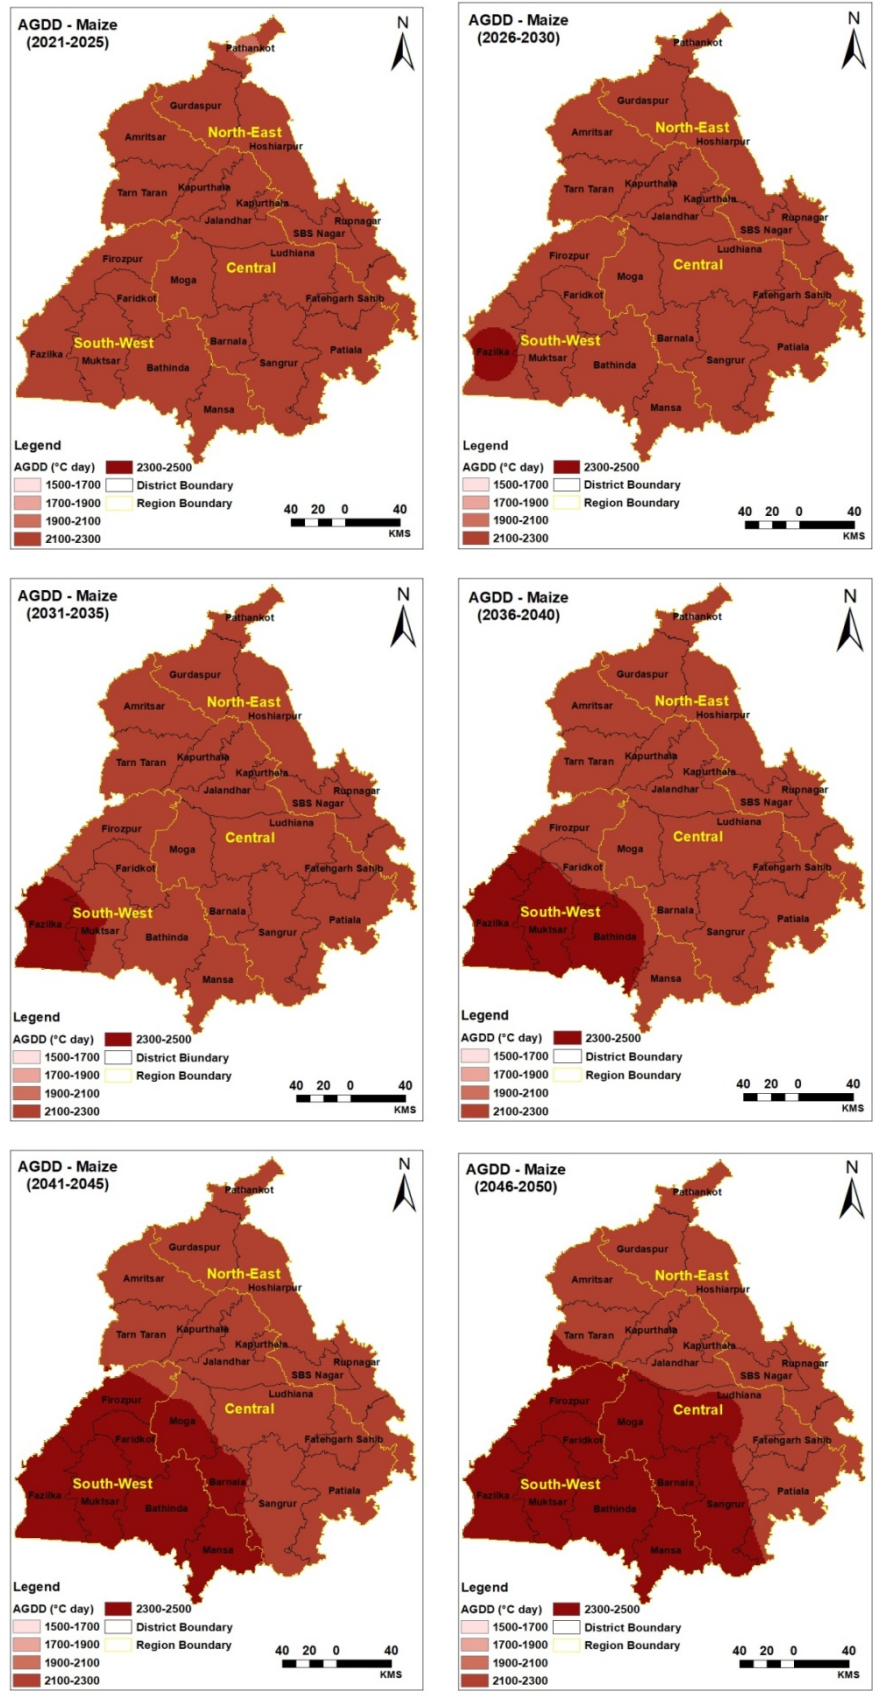 AGDD - Maize
(2021-2025)
N
Pathankot
Gurdaspur
North-East
Amritsar
Hoshiarpur
Tarn Taran
Kapurthala
Kapurthala
Jalandhar
Rupnagar
SBS Nagar
Ludhiana
Firozpur
Central
Moga
Faridkot
Fatehgarh Sahib
South-West
Barnala
Patiala
Fazilka
Muktsar
Bathinda
Sangrur
Mansa
Legend
AGDD (°C day)
2300-2500
1500-1700
District Boundary
1700-1900
Region Boundary
1900-2100
2100-2300
40 20 0 40
KMS
AGDD - Maize
(2026-2030)
N
Pathankot
Gurdaspur
North-East
Amritsar
Hoshiarpur
Tarn Taran
Kapurthala
Kapurthala
Jalandhar
Rupnagar
SBS Nagar
Ludhiana
Firozpur
Central
Moga
Faridkot
Fatehgarh Sahib
South-West
Barnala
Patiala
Fazilka
Muktsar
Bathinda
Sangrur
Mansa
Legend
AGDD (°C day)
2300-2500
1500-1700
District Boundary
1700-1900
Region Boundary
1900-2100
2100-2300
40 20 0 40
KMS
AGDD - Maize
(2031-2035)
N
Pathankot
Gurdaspur
North-East
Amritsar
Hoshiarpur
Tarn Taran
Kapurthala
Kapurthala
Jalandhar
Rupnagar
SBS Nagar
Ludhiana
Firozpur
Central
Moga
Faridkot
Fatehgarh Sahib
South-West
Barnala
Patiala
Fazilka
Muktsar
Bathinda
Sangrur
Mansa
Legend
AGDD (°C day)
2300-2500
1500-1700
District Biundary
1700-1900
Region Boundary
1900-2100
2100-2300
40 20 0 40
KMS
AGDD - Maize
(2036-2040)
N
Pathankot
Gurdaspur
North-East
Amritsar
Hoshiarpur
Tarn Taran
Kapurthala
Kapurthala
Jalandhar
Rupnagar
SBS Nagar
Ludhiana
Firozpur
Central
Moga
Faridkot
Fatehgarh Sahib
South-West
Barnala
Patiala
Fazilka
Muktsar
Bathinda
Sangrur
Mansa
Legend
AGDD (°C day)
2300-2500
1500-1700
District Boundary
1700-1900
Region Boundary
1900-2100
2100-2300
40 20 0 40
KMS
AGDD - Maize
(2041-2045)
N
Pathankot
Gurdaspur
North-East
Amritsar
Hoshiarpur
Tarn Taran
Kapurthala
Kapurthala
Jalandhar
Rupnagar
SBS Nagar
Ludhiana
Firozpur
Central
Moga
Faridkot
Fatehgarh Sahib
South-West
Barnala
Patiala
Fazilka
Muktsar
Bathinda
Sangrur
Mansa
Legend
AGDD (°C day)
2300-2500
1500-1700
District Boundary
1700-1900
Region Boundary
1900-2100
2100-2300
40 20 0 40
KMS
AGDD - Maize
(2046-2050)
N
Pathankot
Gurdaspur
North-East
Amritsar
Hoshiarpur
Tarn Taran
Kapurthala
Kapurthala
Jalandhar
Rupnagar
SBS Nagar
Ludhiana
Firozpur
Central
Moga
Faridkot
Fatehgarh Sahib
South-West
Barnala
Patiala
Fazilka
Muktsar
Bathinda
Sangrur
Mansa
Legend
AGDD (°C day)
2300-2500
1500-1700
District Boundary
1700-1900
Region Boundary
1900-2100
2100-2300
40 20 0 40
KMS